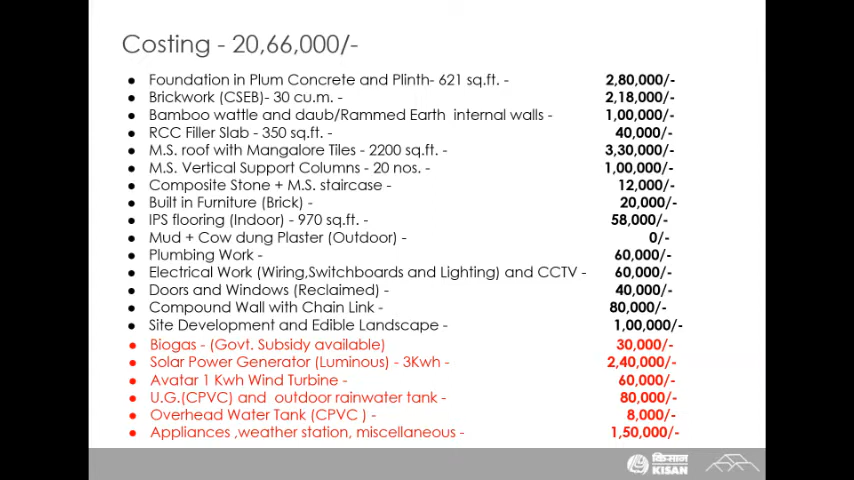 Costing - 20,66,000/-
● Foundation in Plum Concrete and Plinth- 621 sq.ft. - 2,80,000/-
● Brickwork (CSEB)- 30 cu.m. - 2,18,000/-
● Bamboo wattle and daub/Rammed Earth internal walls - 1,00,000/-
● RCC Filler Slab - 350 sq.ft. - 40,000/-
● M.S. roof with Mangalore Tiles - 2200 sq.ft. - 3,30,000/-
● M.S. Vertical Support Columns - 20 nos. - 1,00,000/-
● Composite Stone + M.S. staircase - 12,000/-
● Built in Furniture (Brick) - 20,000/-
● IPS flooring (Indoor) - 970 sq.ft. - 58,000/-
● Mud + Cow dung Plaster (Outdoor) - 0/-
● Plumbing Work - 60,000/-
● Electrical Work (Wiring,Switchboards and Lighting) and CCTV - 60,000/-
● Doors and Windows (Reclaimed) - 40,000/-
● Compound Wall with Chain Link - 80,000/-
● Site Development and Edible Landscape - 1,00,000/-
● Biogas - (Govt. Subsidy available) 30,000/-
● Solar Power Generator (Luminous) - 3Kwh - 2,40,000/-
● Avatar 1 Kwh Wind Turbine - 60,000/-
● U.G.(CPVC) and outdoor rainwater tank - 80,000/-
● Overhead Water Tank (CPVC ) - 8,000/-
● Appliances ,weather station, miscellaneous - 1,50,000/-
किसान
KISAN